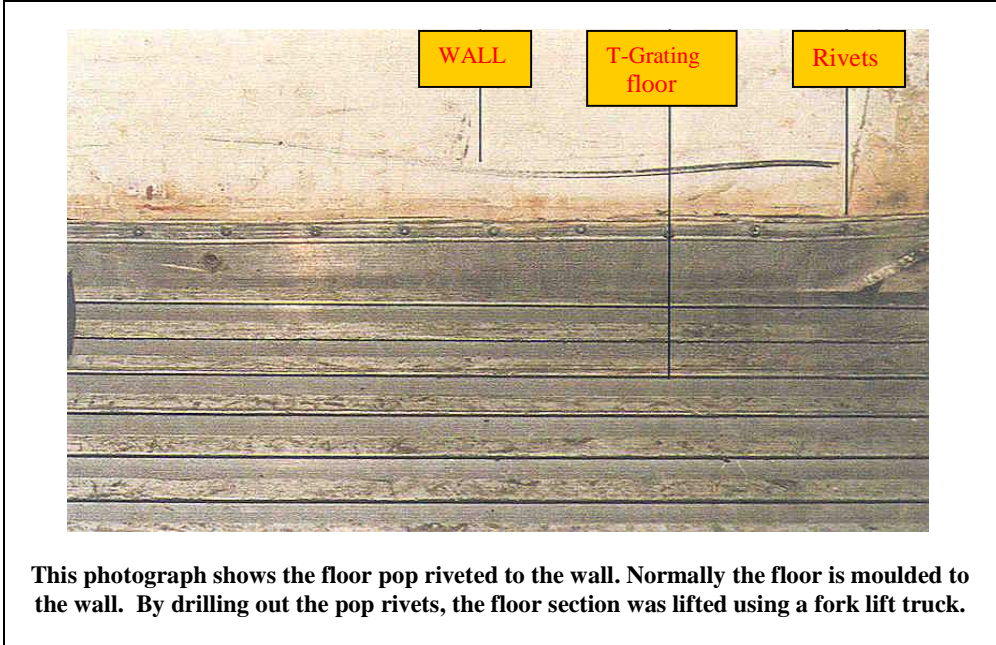 WALL
T-Grating
floor
Rivets
This photograph shows the floor pop riveted to the wall. Normally the floor is moulded to
the wall.  By drilling out the pop rivets, the floor section was lifted using a fork lift truck.